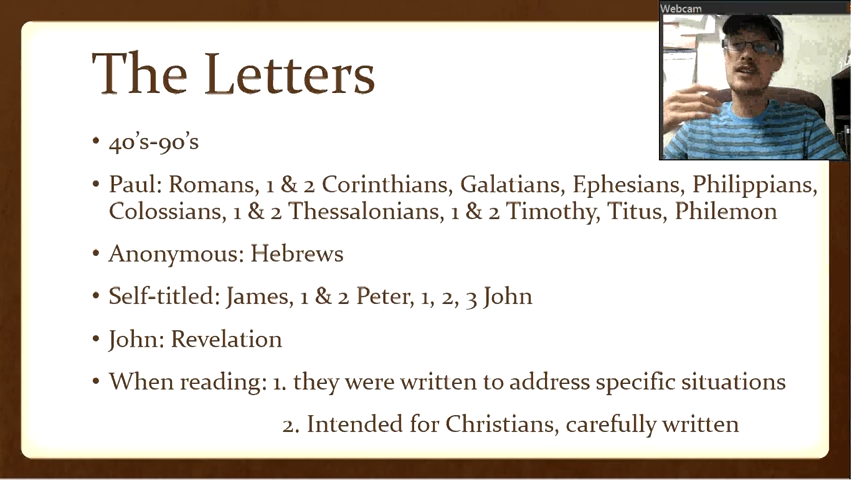 Webcam
The Letters
• 40's-90's
• Paul: Romans, 1 & 2 Corinthians, Galatians, Ephesians, Philippians,
Colossians, 1 & 2 Thessalonians, 1 & 2 Timothy, Titus, Philemon
• Anonymous: Hebrews
• Self-titled: James, 1 & 2 Peter, 1, 2, 3 John
• John: Revelation
• When reading: 1. they were written to address specific situations
2. Intended for Christians, carefully written